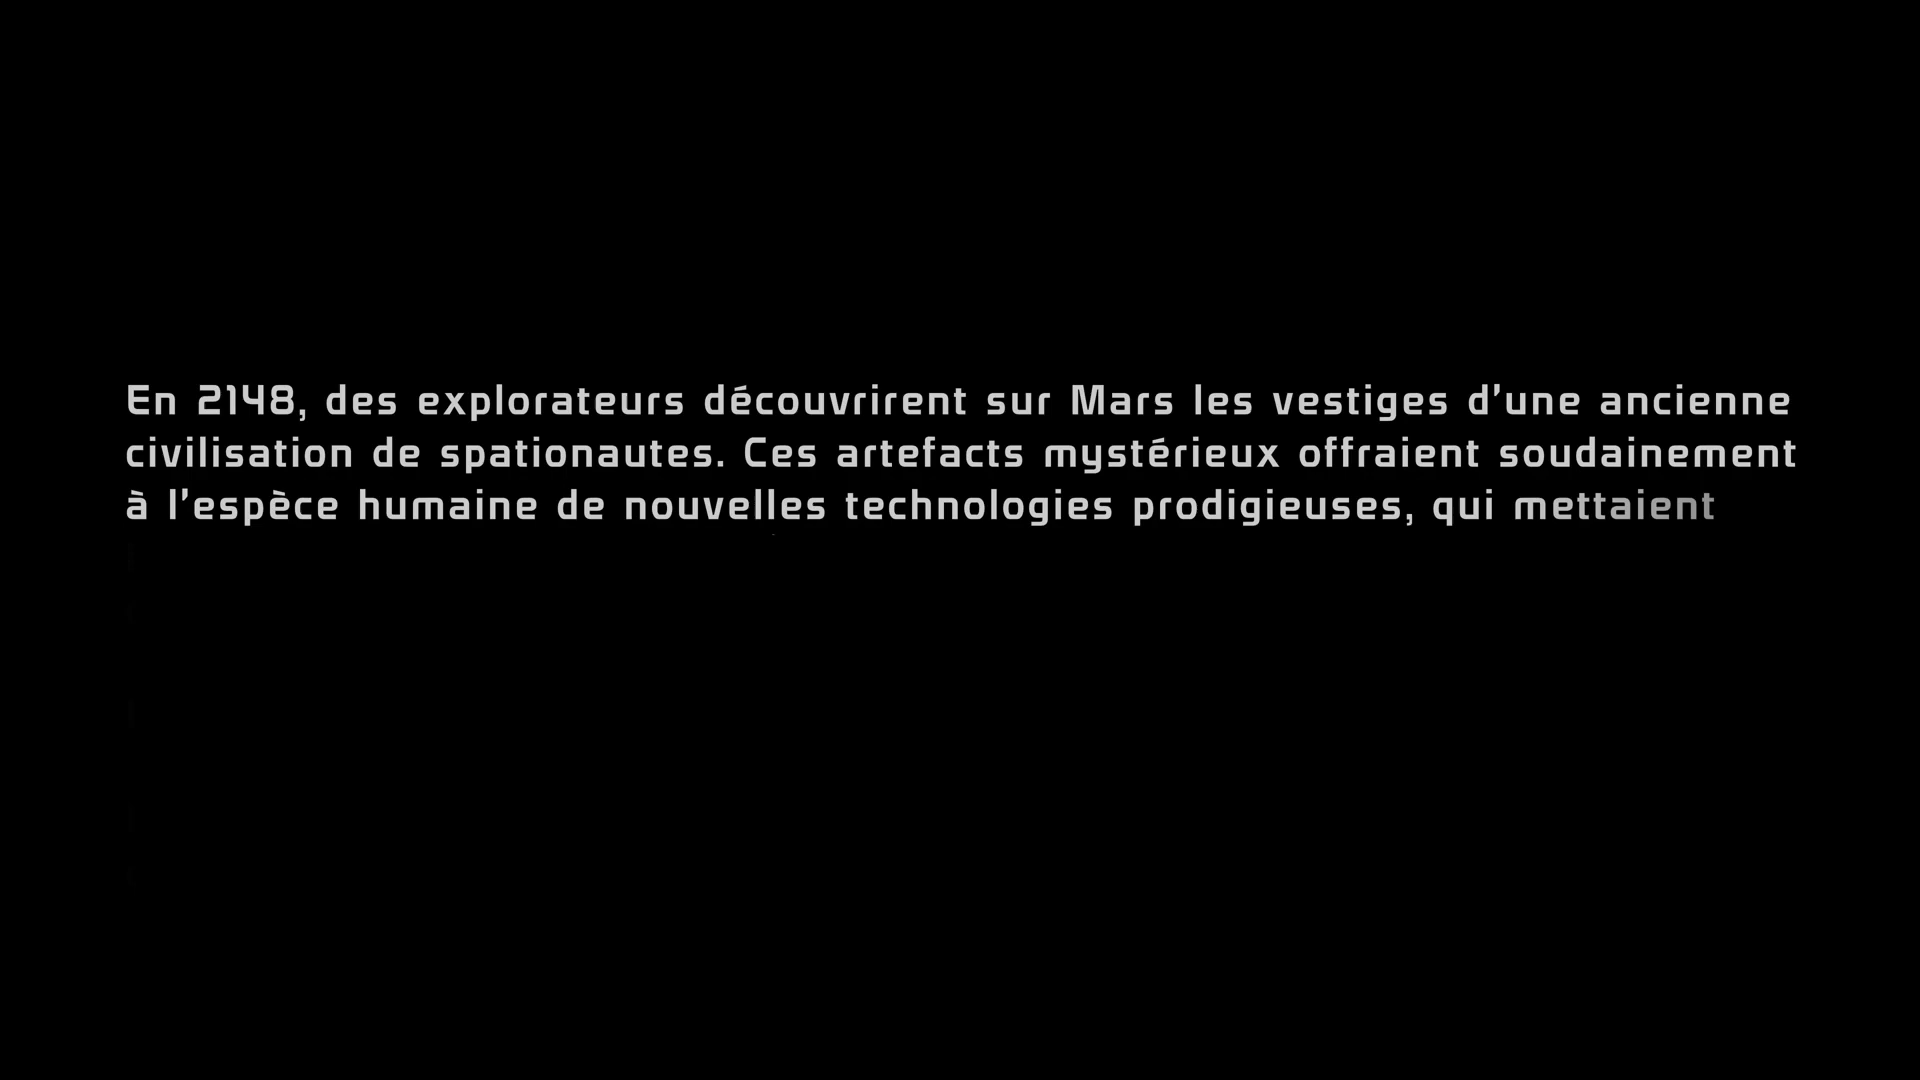 En 2148, des explorateurs découvrirent sur Mars les vestiges d’une ancienne
civilisation de spationautes. Ces artefacts mystérieux offraient soudainement
à l’espèce humaine de nouvelles technologies prodigieuses, qui mettaient